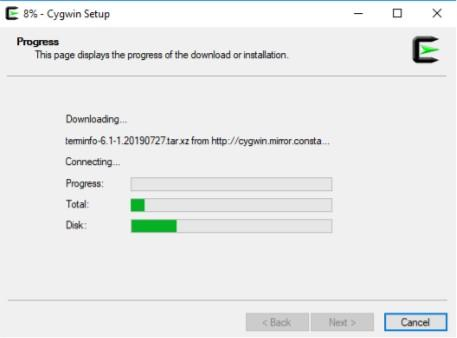 8% - Cygwin Setup
Progress
This page displays the progress of the download or installation.
Downloading...
terminfo-6.1-1.20190727.tar.xz from http://cygwin.mirror.consta...
Connecting...
Progress:
Total:
Disk:
< Back Next > Cancel